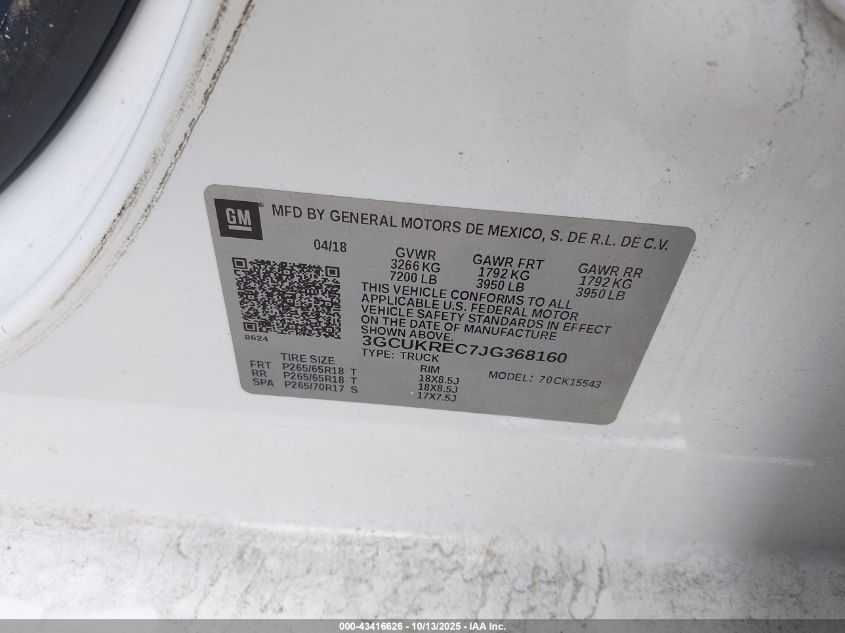 GM ® MFD BY GENERAL MOTORS DE MEXICO, S. DE R.L. DE C.V.
04/18 GVWR GAWR FRT GAWR RR
3266 KG 1792 KG 1792 KG
7200 LB 3950 LB 3950 LB
THIS VEHICLE CONFORMS TO ALL
APPLICABLE U.S. FEDERAL MOTOR
VEHICLE SAFETY STANDARDS IN EFFECT
ON THE DATE OF MANUFACTURE
SHOWN ABOVE.
8624
3GCUKREC7JG368160
TYPE: TRUCK
TIRE SIZE RIM MODEL: 70CK15543
FRT P265/65R18 T 18X8.5J
RR P265/65R18 T 18X8.5J
SPA P265/70R17 S 17X7.5J
000-43416626 - 10/13/2025 - IAA Inc.